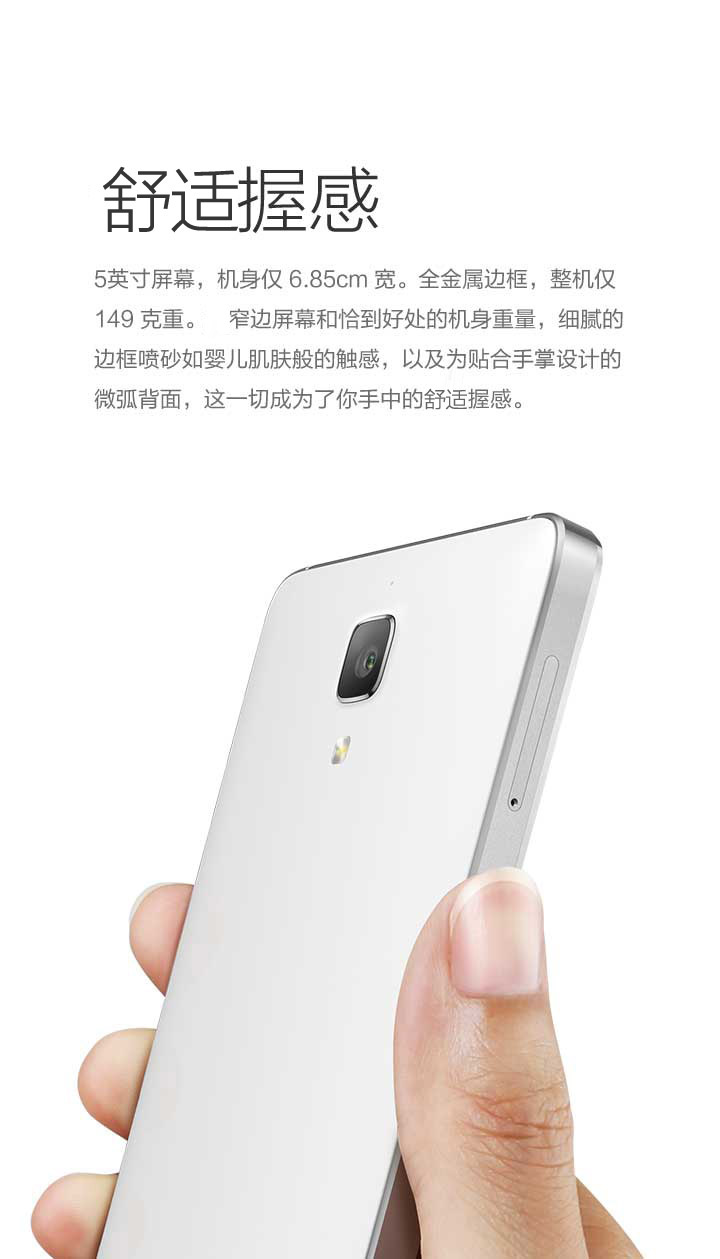 舒适握感
5英寸屏幕，机身仅 6.85cm 宽。全金属边框，整机仅
149 克重。 窄边屏幕和恰到好处的机身重量，细腻的
边框喷砂如婴儿肌肤般的触感，以及为贴合手掌设计的
微弧背面，这一切成为了你手中的舒适握感。